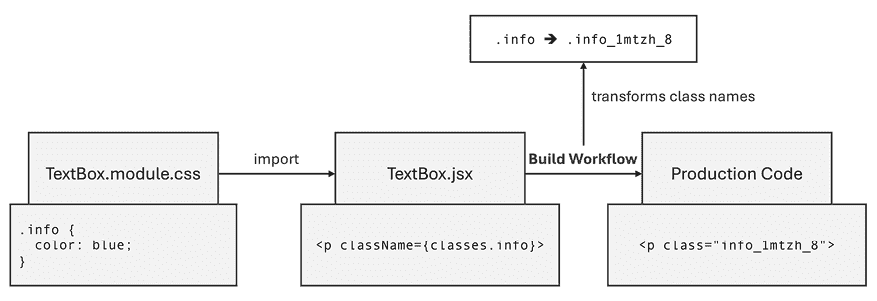 .info 🡺 .info_1mtzh_8
transforms class names
TextBox.module.css
import
TextBox.jsx
Build Workflow
Production Code
.info {
  color: blue;
}
<p className={classes.info}>
<p class="info_1mtzh_8">